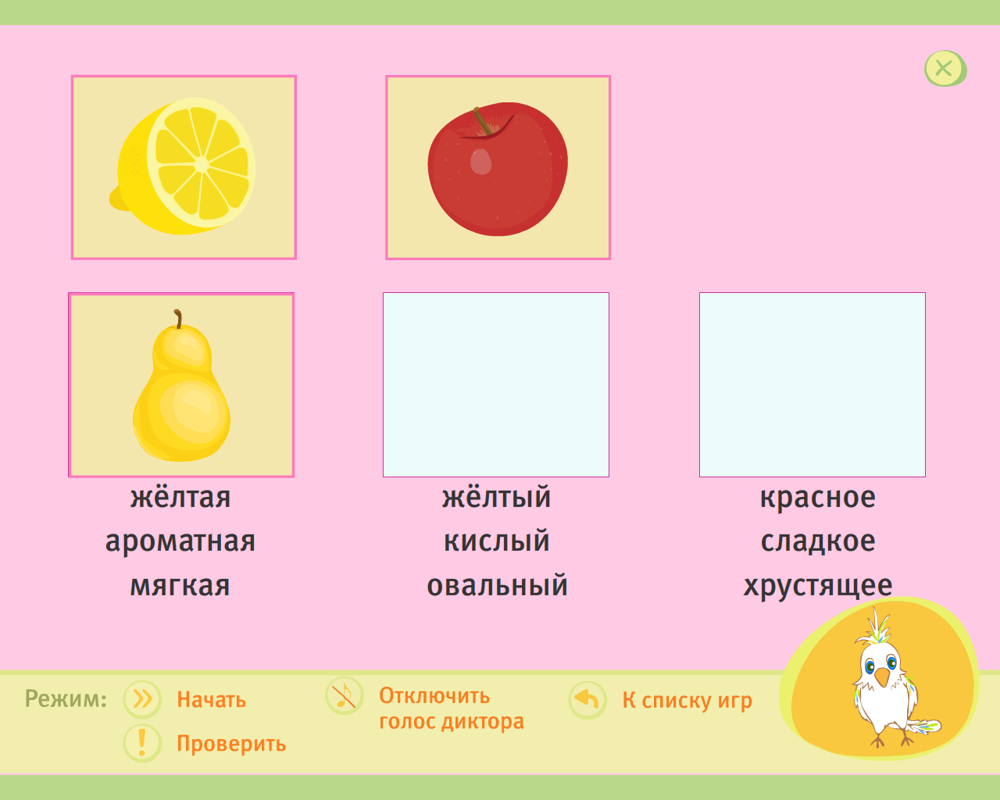 жёлтая
ароматная
мягкая
жёлтый
кислый
овальный
красное
сладкое
хрустящее
Режим:
Начать
Проверить
Отключить
голос диктора
К списку игр